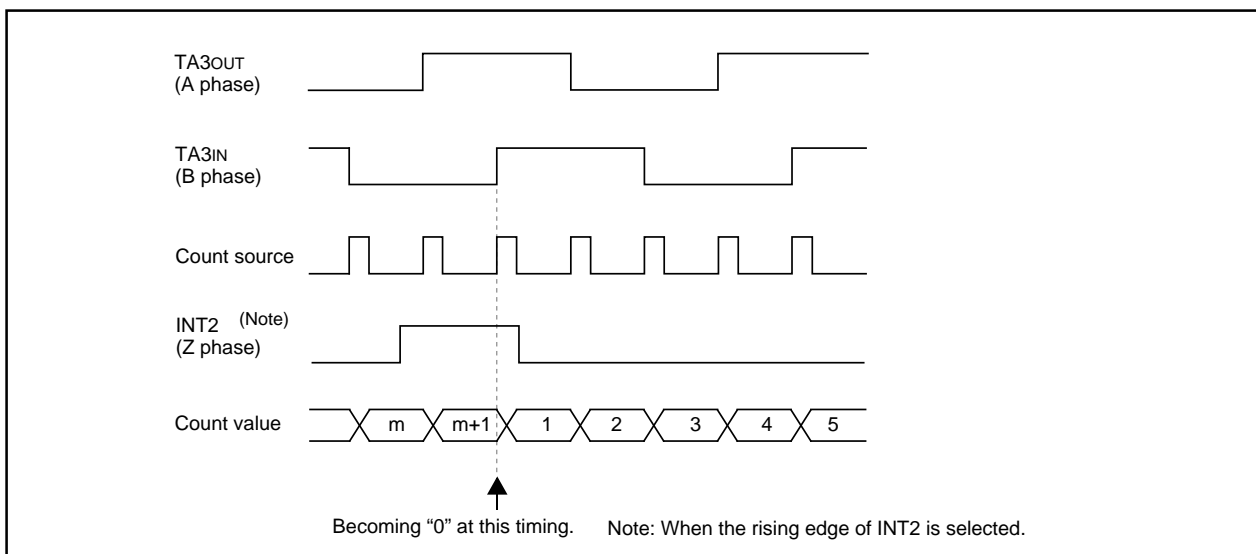 TA3OUT
(A phase)
TA3IN
(B phase)
Count source
INT2 (Note)
(Z phase)
Count value m m+1 1 2 3 4 5
Becoming “0” at this timing. Note: When the rising edge of INT2 is selected.